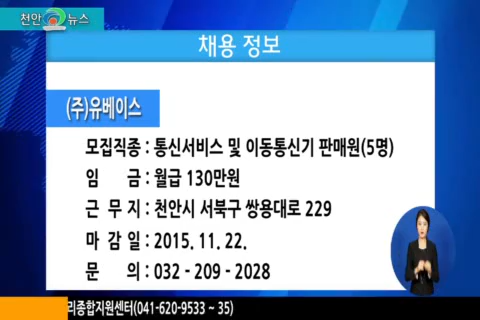 천안 뉴스
채용 정보
(주)유베이스
모집직종 : 통신서비스 및 이동통신기 판매원(5명)
임 금 : 월급 130만원
근 무 지 : 천안시 서북구 쌍용대로 229
마 감 일 : 2015. 11. 22.
문 의 : 032 - 209 - 2028
리종합지원센터(041-620-9533 ~ 35)